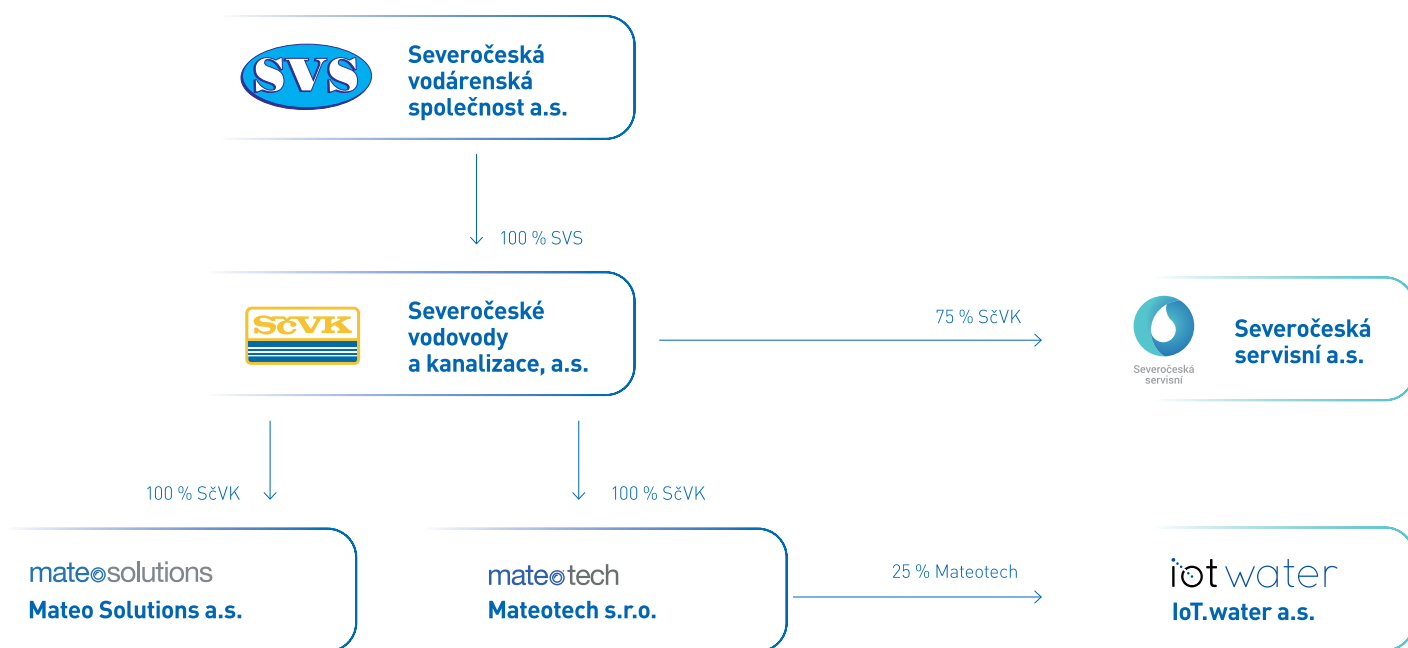 SVS
Severočeská
vodárenská
společnost a.s.
100 % SVS
SčVK
Severočeské
vodovody
a kanalizace, a.s.
75 % SčVK
Severočeská
servisní
Severočeská
servisní a.s.
100 % SčVK
100 % SčVK
mateosolutions
Mateo Solutions a.s.
mateotech
Mateotech s.r.o.
25 % Mateotech
iot water
IoT.water a.s.